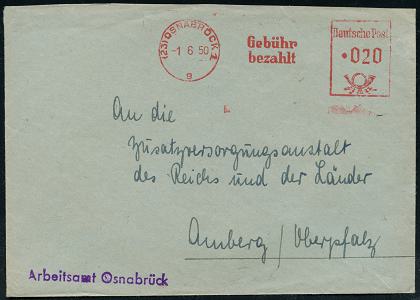 (23) OSNABRÜCK 1
-1 6 50
g
Gebühr
bezahlt
Deutsche Post
020
An die
Zusatzversorgungsanstalt
des Reichs und der Länder
Amberg / Oberpfalz
Arbeitsamt Osnabrück